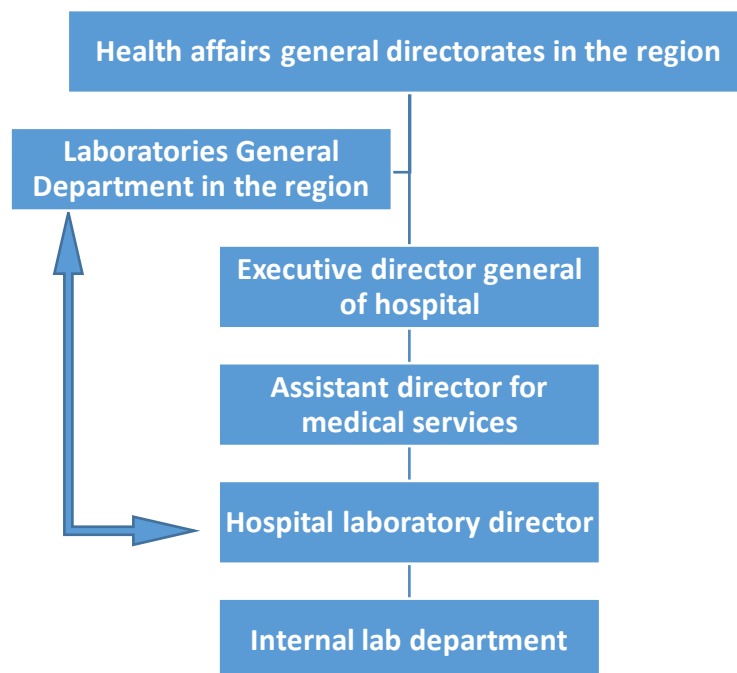 Health affairs general directorates in the region
Laboratories General
Department in the region
Executive director general
of hospital
Assistant director for
medical services
Hospital laboratory director
Internal lab department